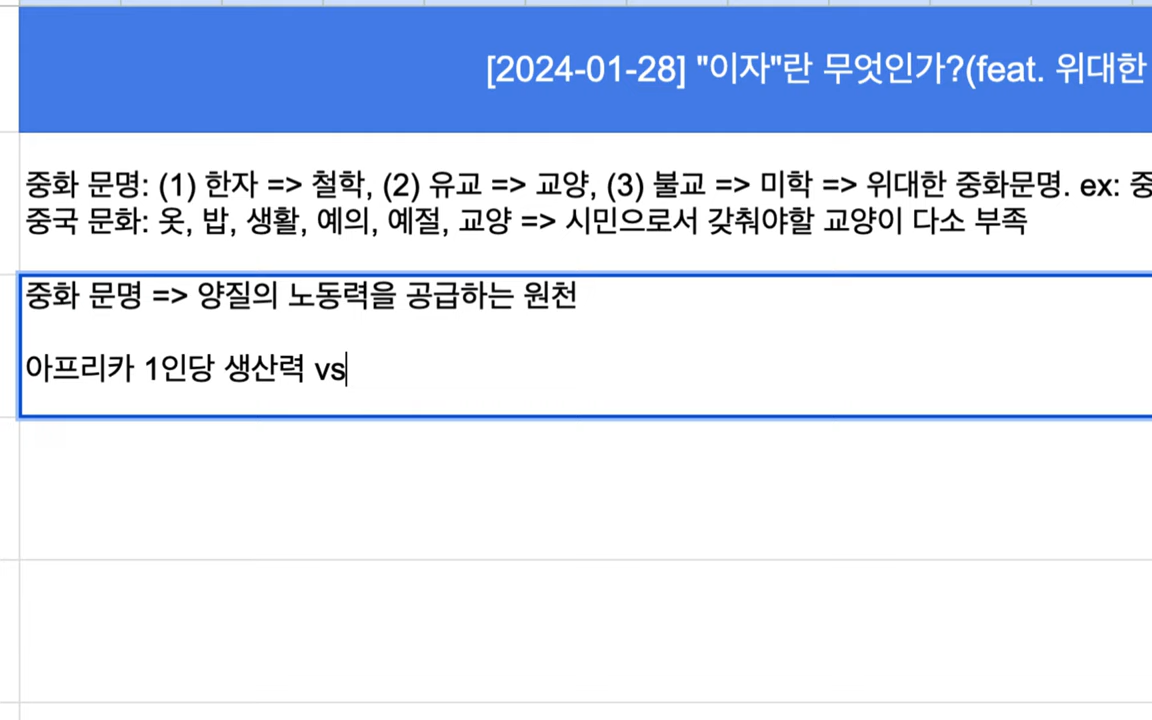 [2024-01-28] "이자"란 무엇인가?(feat. 위대한
중화 문명: (1) 한자 => 철학, (2) 유교 => 교양, (3) 불교 => 미학 => 위대한 중화문명. ex: 중
중국 문화: 옷, 밥, 생활, 예의, 예절, 교양 => 시민으로서 갖춰야할 교양이 다소 부족
중화 문명 => 양질의 노동력을 공급하는 원천
아프리카 1인당 생산력 vs